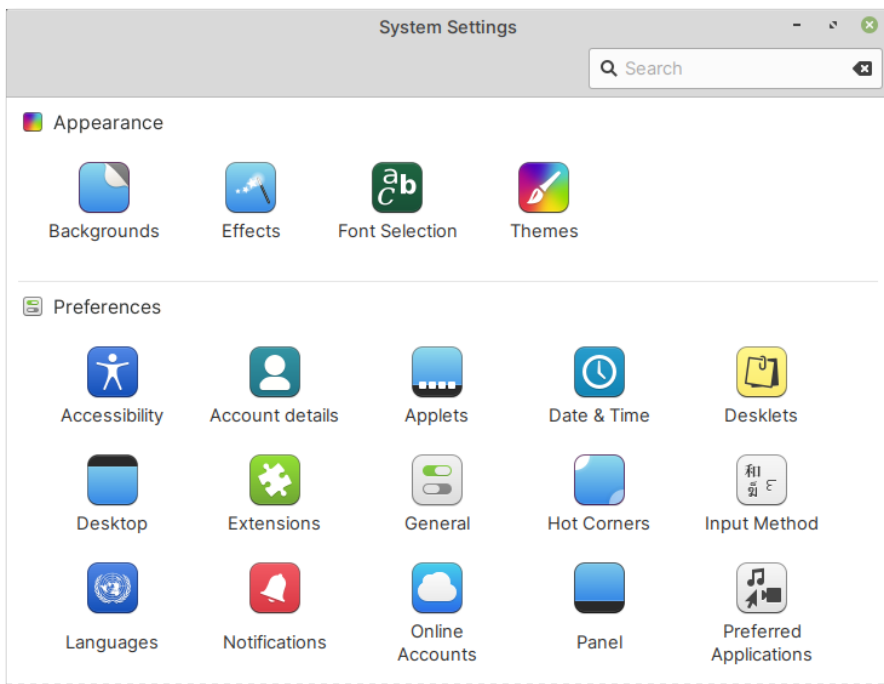 System Settings
Search
Appearance
Backgrounds
Effects
Font Selection
Themes
Preferences
Accessibility
Account details
Applets
Date & Time
Desklets
Desktop
Extensions
General
Hot Corners
Input Method
Languages
Notifications
Online
Accounts
Panel
Preferred
Applications